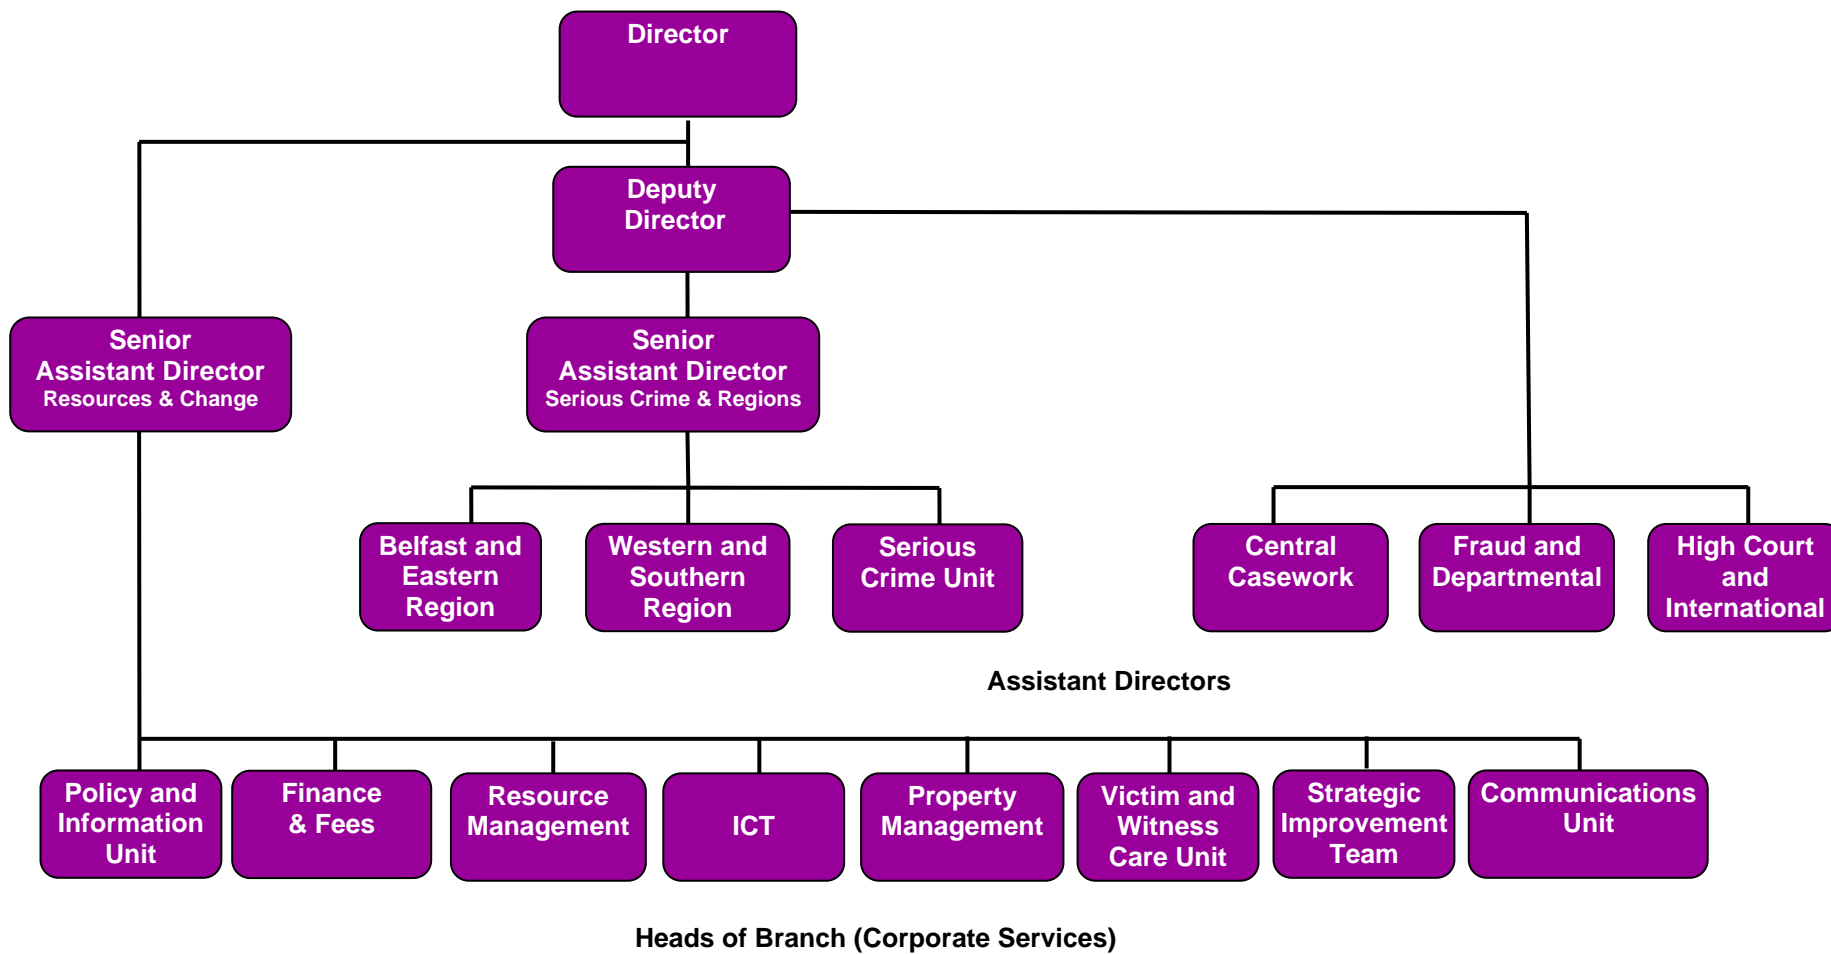 Director
Deputy
Director
Senior
Assistant Director
Resources & Change
Senior
Assistant Director
Serious Crime & Regions
Belfast and
Eastern
Region
Western and
Southern
Region
Serious
Crime Unit
Central
Casework
Fraud and
Departmental
High Court
and
International
Assistant Directors
Policy and
Information
Unit
Finance
& Fees
Resource
Management
ICT
Property
Management
Victim and
Witness
Care Unit
Strategic
Improvement
Team
Communications
Unit
Heads of Branch (Corporate Services)